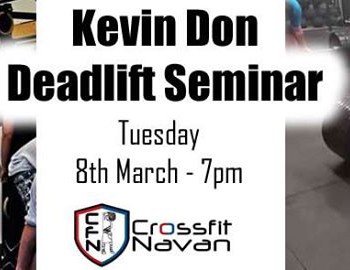 Kevin Don
Deadlift Seminar
Tuesday
8th March - 7pm
CFN
Crossfit
Navan